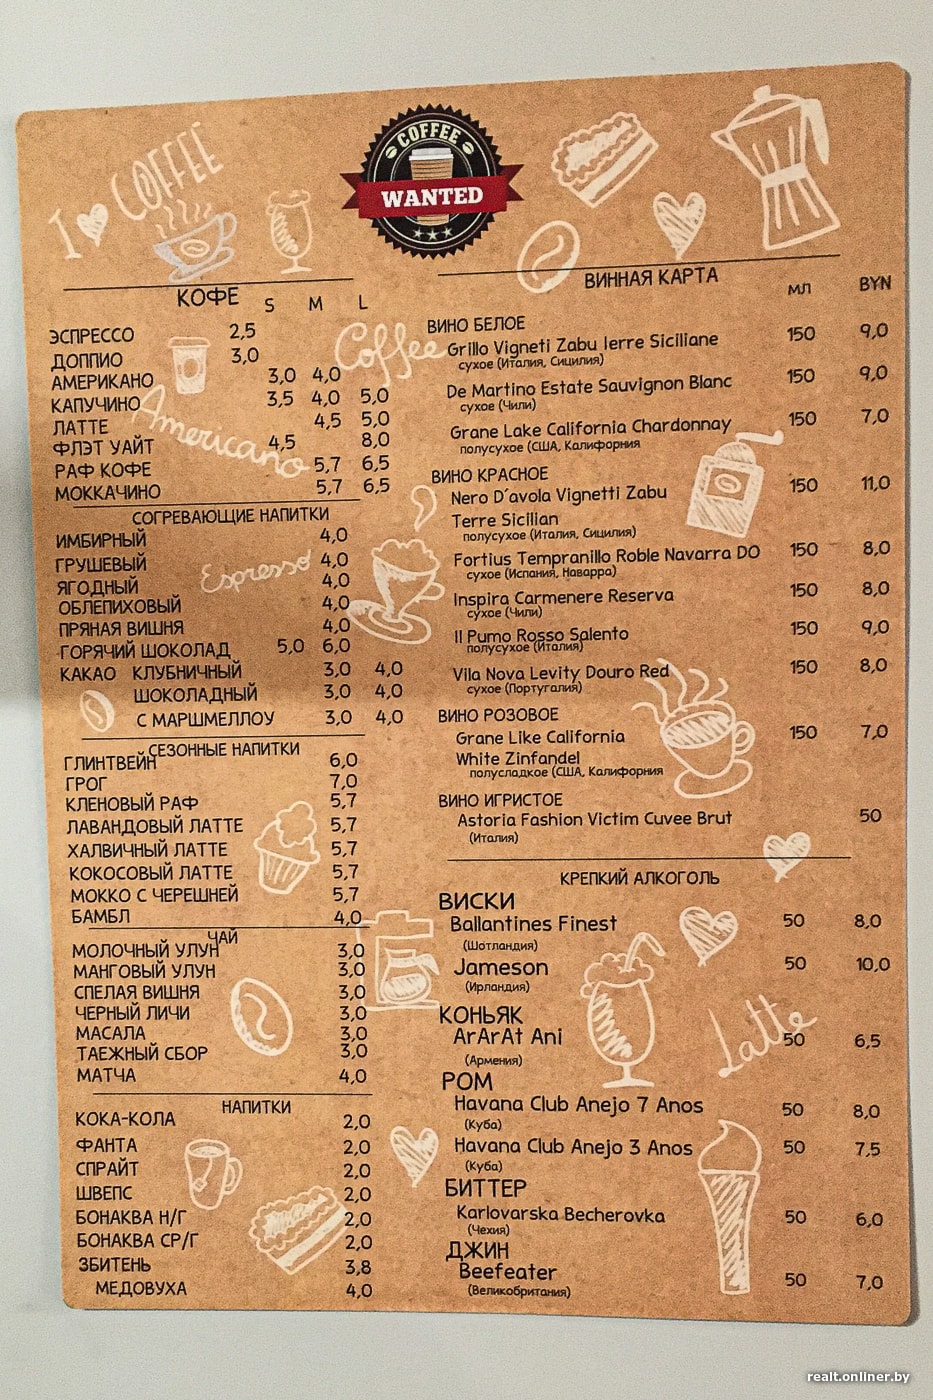 I COFFEE
COFFEE
WANTED
КОФЕ S M L
ЭСПРЕССО 2,5
ДОППИО 3,0
АМЕРИКАНО 3,0 4,0
КАПУЧИНО 3,5 4,0 5,0
ЛАТТЕ 4,5 5,0
ФЛЭТ УАЙТ 4,5 8,0
РАФ КОФЕ 5,7 6,5
МОККАЧИНО 5,7 6,5
Coffee
Americano
СОГРЕВАЮЩИЕ НАПИТКИ
ИМБИРНЫЙ 4,0
ГРУШЕВЫЙ 4,0
ЯГОДНЫЙ 4,0
ОБЛЕПИХОВЫЙ 4,0
ПРЯНАЯ ВИШНЯ 4,0
ГОРЯЧИЙ ШОКОЛАД 5,0 6,0
КАКАО КЛУБНИЧНЫЙ 3,0 4,0
ШОКОЛАДНЫЙ 3,0 4,0
С МАРШМЕЛЛОУ 3,0 4,0
Espresso
СЕЗОННЫЕ НАПИТКИ
ГЛИНТВЕЙН 6,0
ГРОГ 7,0
КЛЕНОВЫЙ РАФ 5,7
ЛАВАНДОВЫЙ ЛАТТЕ 5,7
ХАЛВИЧНЫЙ ЛАТТЕ 5,7
КОКОСОВЫЙ ЛАТТЕ 5,7
МОККО С ЧЕРЕШНЕЙ 5,7
БАМБЛ 4,0
ЧАЙ
МОЛОЧНЫЙ УЛУН 3,0
МАНГОВЫЙ УЛУН 3,0
СПЕЛАЯ ВИШНЯ 3,0
ЧЕРНЫЙ ЛИЧИ 3,0
МАСАЛА 3,0
ТАЕЖНЫЙ СБОР 3,0
МАТЧА 4,0
НАПИТКИ
КОКА-КОЛА 2,0
ФАНТА 2,0
СПРАЙТ 2,0
ШВЕПС 2,0
БОНАКВА Н/Г 2,0
БОНАКВА СР/Г 2,0
ЗБИТЕНЬ 3,8
МЕДОВУХА 4,0
ВИННАЯ КАРТА МЛ BYN
ВИНО БЕЛОЕ
Grillo Vigneti Zabu Ierre Siciliane 150 9,0
сухое (Италия, Сицилия)
De Martino Estate Sauvignon Blanc 150 9,0
сухое (Чили)
Grane Lake California Chardonnay 150 7,0
полусухое (США, Калифорния
ВИНО КРАСНОЕ
Nero D´avola Vignetti Zabu 150 11,0
Terre Sicilian
полусухое (Италия, Сицилия)
Fortius Tempranillo Roble Navarra DO 150 8,0
сухое (Испания, Наварра)
Inspira Carmenere Reserva 150 8,0
сухое (Чили)
Il Pumo Rosso Salento 150 9,0
полусухое (Италия)
Vila Nova Levity Douro Red 150 8,0
сухое (Португалия)
ВИНО РОЗОВОЕ
Grane Like California 150 7,0
White Zinfandel
полусладкое (США, Калифорния
ВИНО ИГРИСТОЕ
Astoria Fashion Victim Cuvee Brut 50
(Италия)
КРЕПКИЙ АЛКОГОЛЬ
ВИСКИ
Ballantines Finest 50 8,0
(Шотландия)
Jameson 50 10,0
(Ирландия)
КОНЬЯК
ArArAt Ani 50 6,5
(Армения)
Latte
РОМ
Havana Club Anejo 7 Anos 50 8,0
(Куба)
Havana Club Anejo 3 Anos 50 7,5
(Куба)
БИТТЕР
Karlovarska Becherovka 50 6,0
(Чехия)
ДЖИН
Beefeater 50 7,0
(Великобритания)
realt.onliner.by